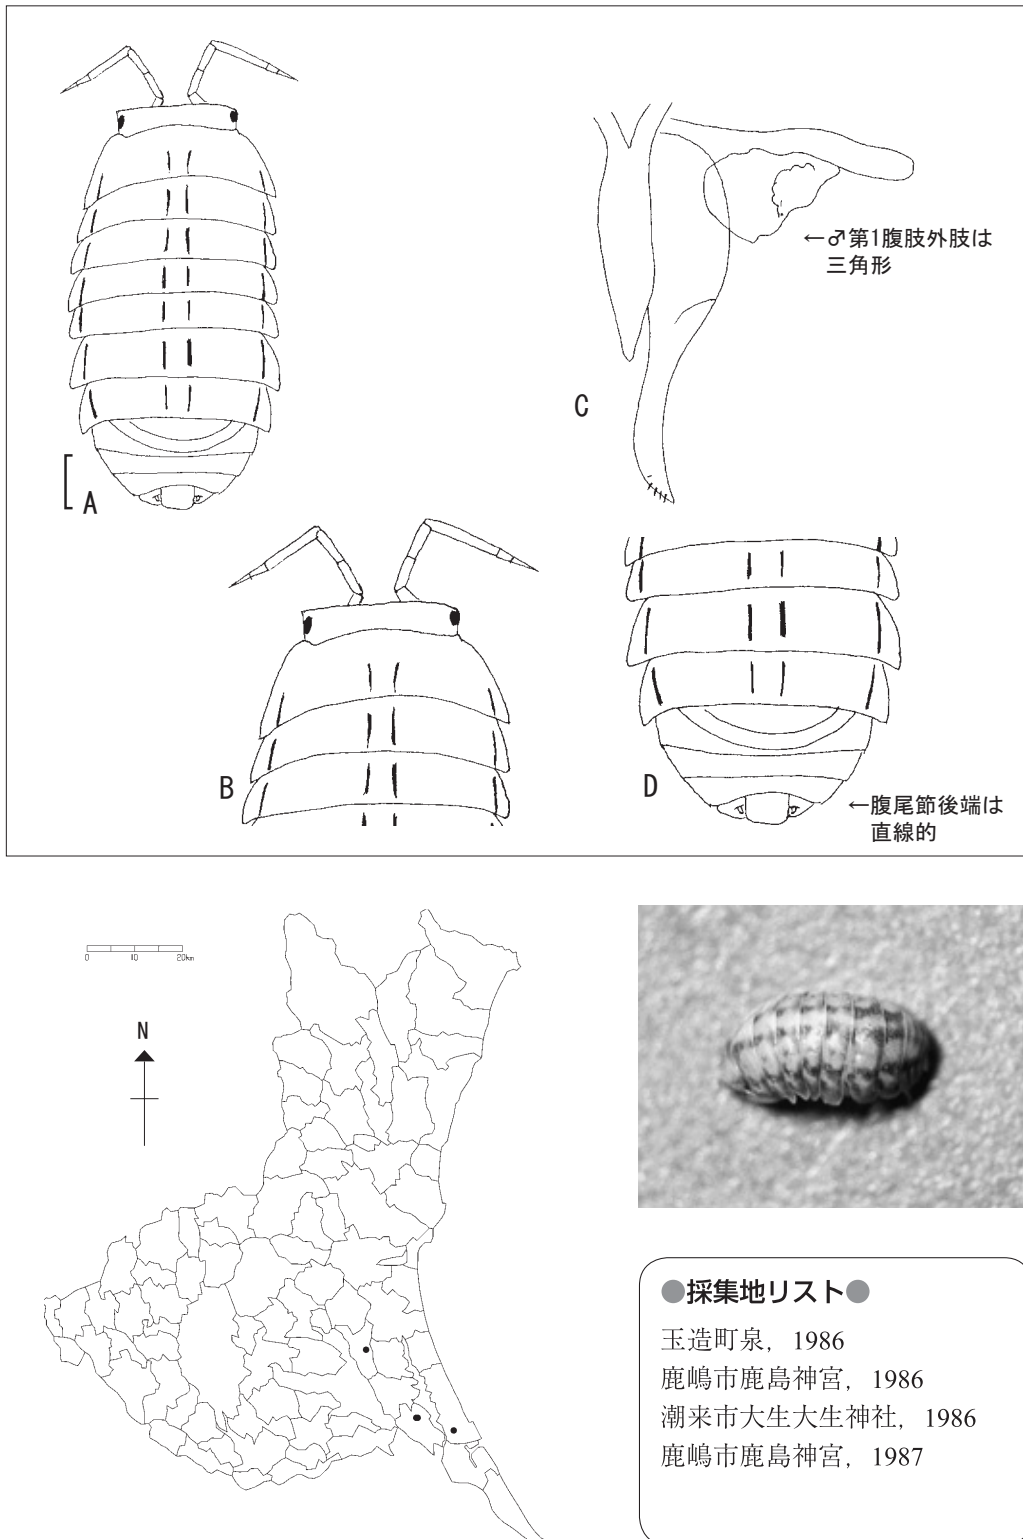 A
C
←♂第1腹肢外肢は
三角形
B
D
←腹尾節後端は
直線的
0 10 20km
N
●採集地リスト●
玉造町泉，1986
鹿嶋市鹿島神宮，1986
潮来市大生大生神社，1986
鹿嶋市鹿島神宮，1987